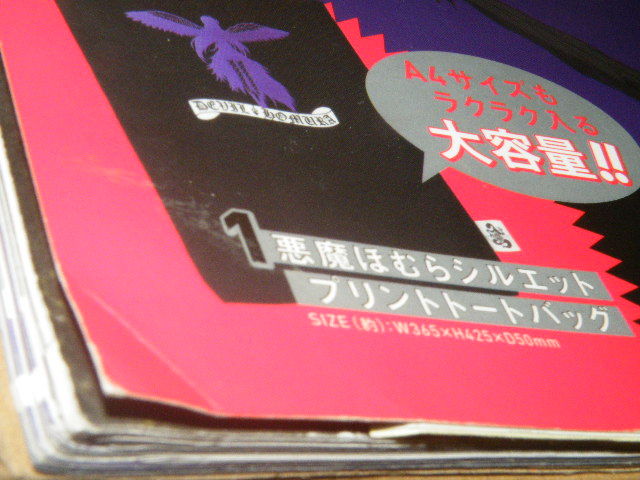 DEVIL HOMURA
A4サイズも
ラクラク入る
大容量!!
1 悪魔ほむらシルエット
プリントトートバッグ
SIZE(約):W365×H425×D50mm